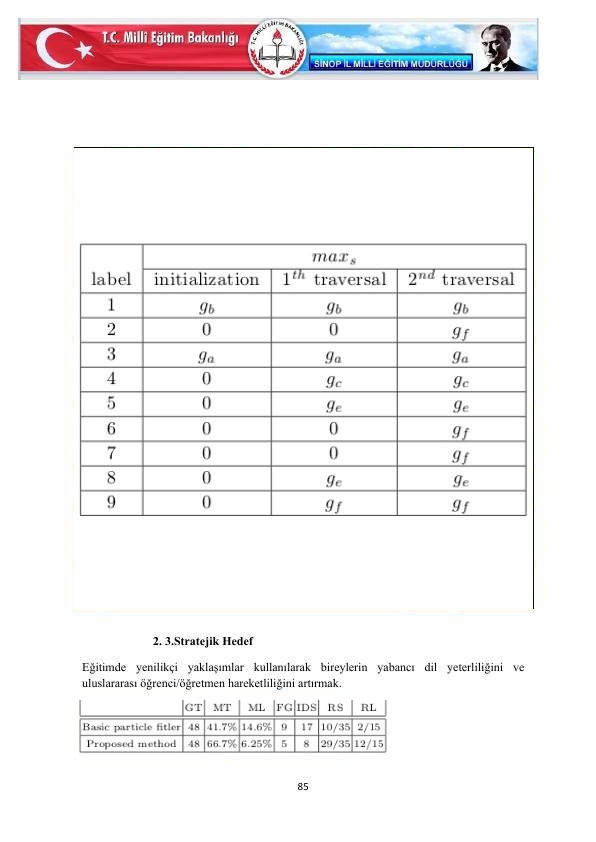 T.C. Millî Eğitim Bakanlığı
T.C. MİLLÎ EĞİTİM BAKANLIĞI
SİNOP İL MİLLİ EĞİTİM MÜDÜRLÜĞÜ
max_s
label initialization 1^th traversal 2^nd traversal
1 g_b g_b g_b
2 0 0 g_f
3 g_a g_a g_a
4 0 g_c g_c
5 0 g_e g_e
6 0 0 g_f
7 0 0 g_f
8 0 g_e g_e
9 0 g_f g_f
2. 3.Stratejik Hedef
Eğitimde yenilikçi yaklaşımlar kullanılarak bireylerin yabancı dil yeterliliğini ve
uluslararası öğrenci/öğretmen hareketliliğini artırmak.
GT MT ML FG IDS RS RL
Basic particle fitler 48 41.7% 14.6% 9 17 10/35 2/15
Proposed method 48 66.7% 6.25% 5 8 29/35 12/15
85